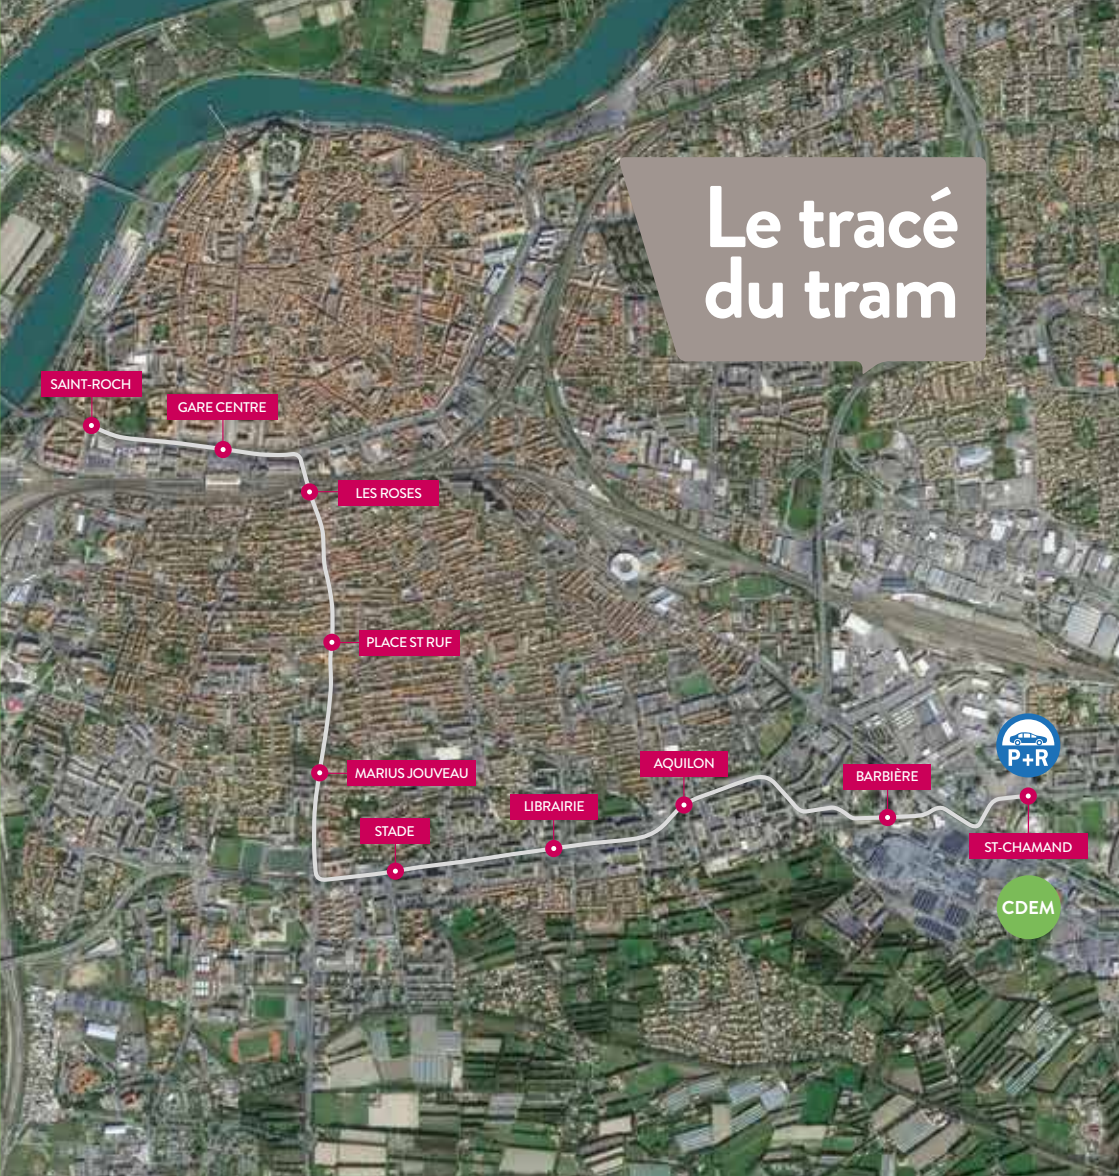 Le tracé
du tram
SAINT-ROCH
GARE CENTRE
LES ROSES
PLACE ST RUF
MARIUS JOUVEAU
STADE
LIBRAIRIE
AQUILON
BARBIÈRE
P+R
ST-CHAMAND
CDEM